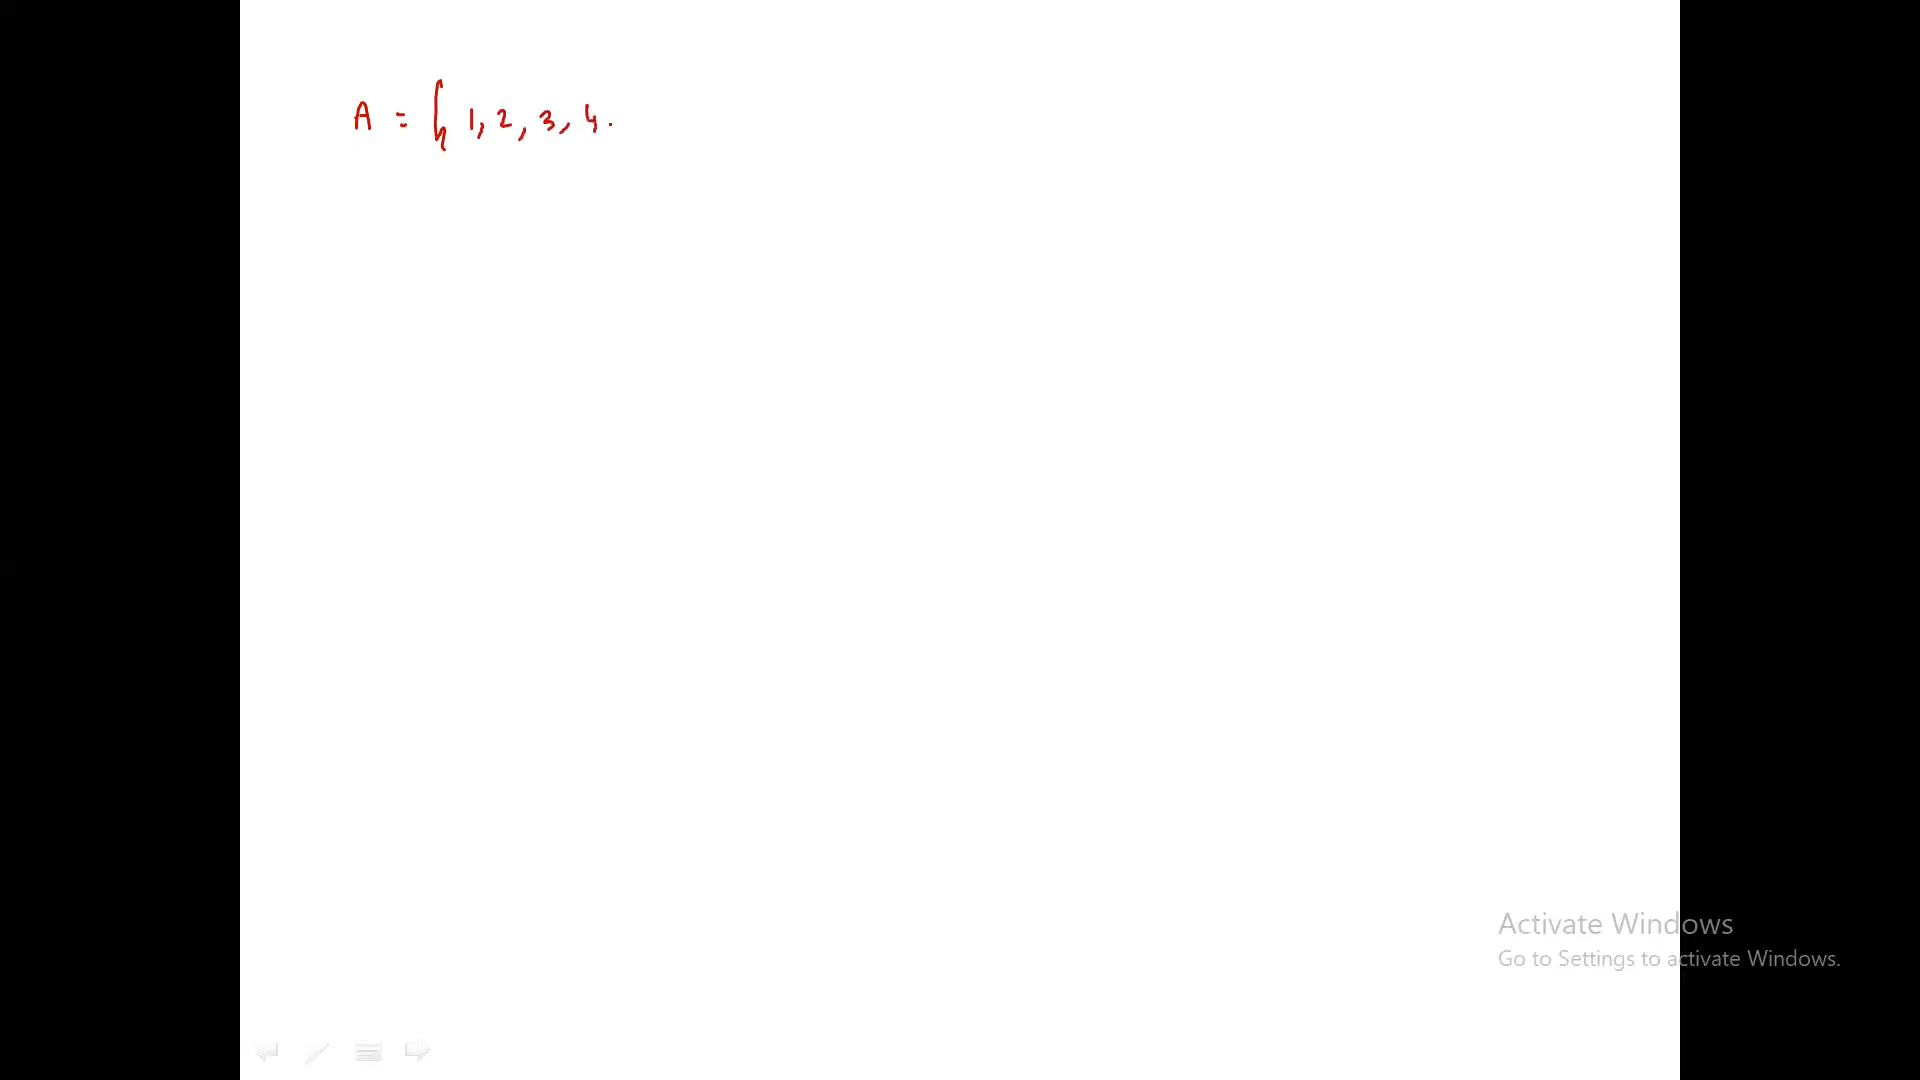 A = { 1, 2, 3, 4.
Activate Windows
Go to Settings to activate Windows.